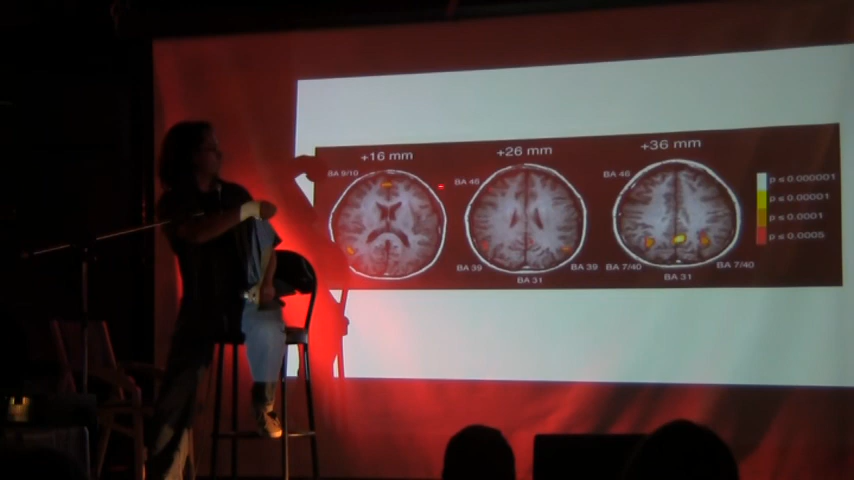 +16 mm
+26 mm
+36 mm
BA 9/10
BA 46
BA 46
p ≤ 0.000001
p ≤ 0.00001
p ≤ 0.0001
p ≤ 0.0005
BA 39
BA 39
BA 7/40
BA 7/40
BA 31
BA 31